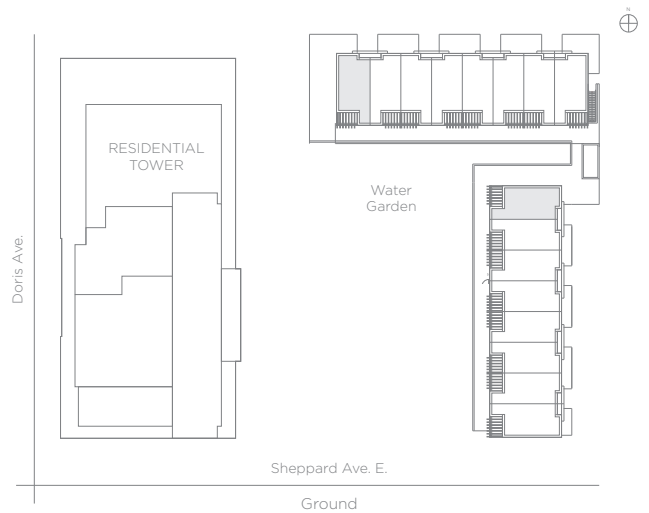 N
RESIDENTIAL
TOWER
Water
Garden
Doris Ave.
Sheppard Ave. E.
Ground